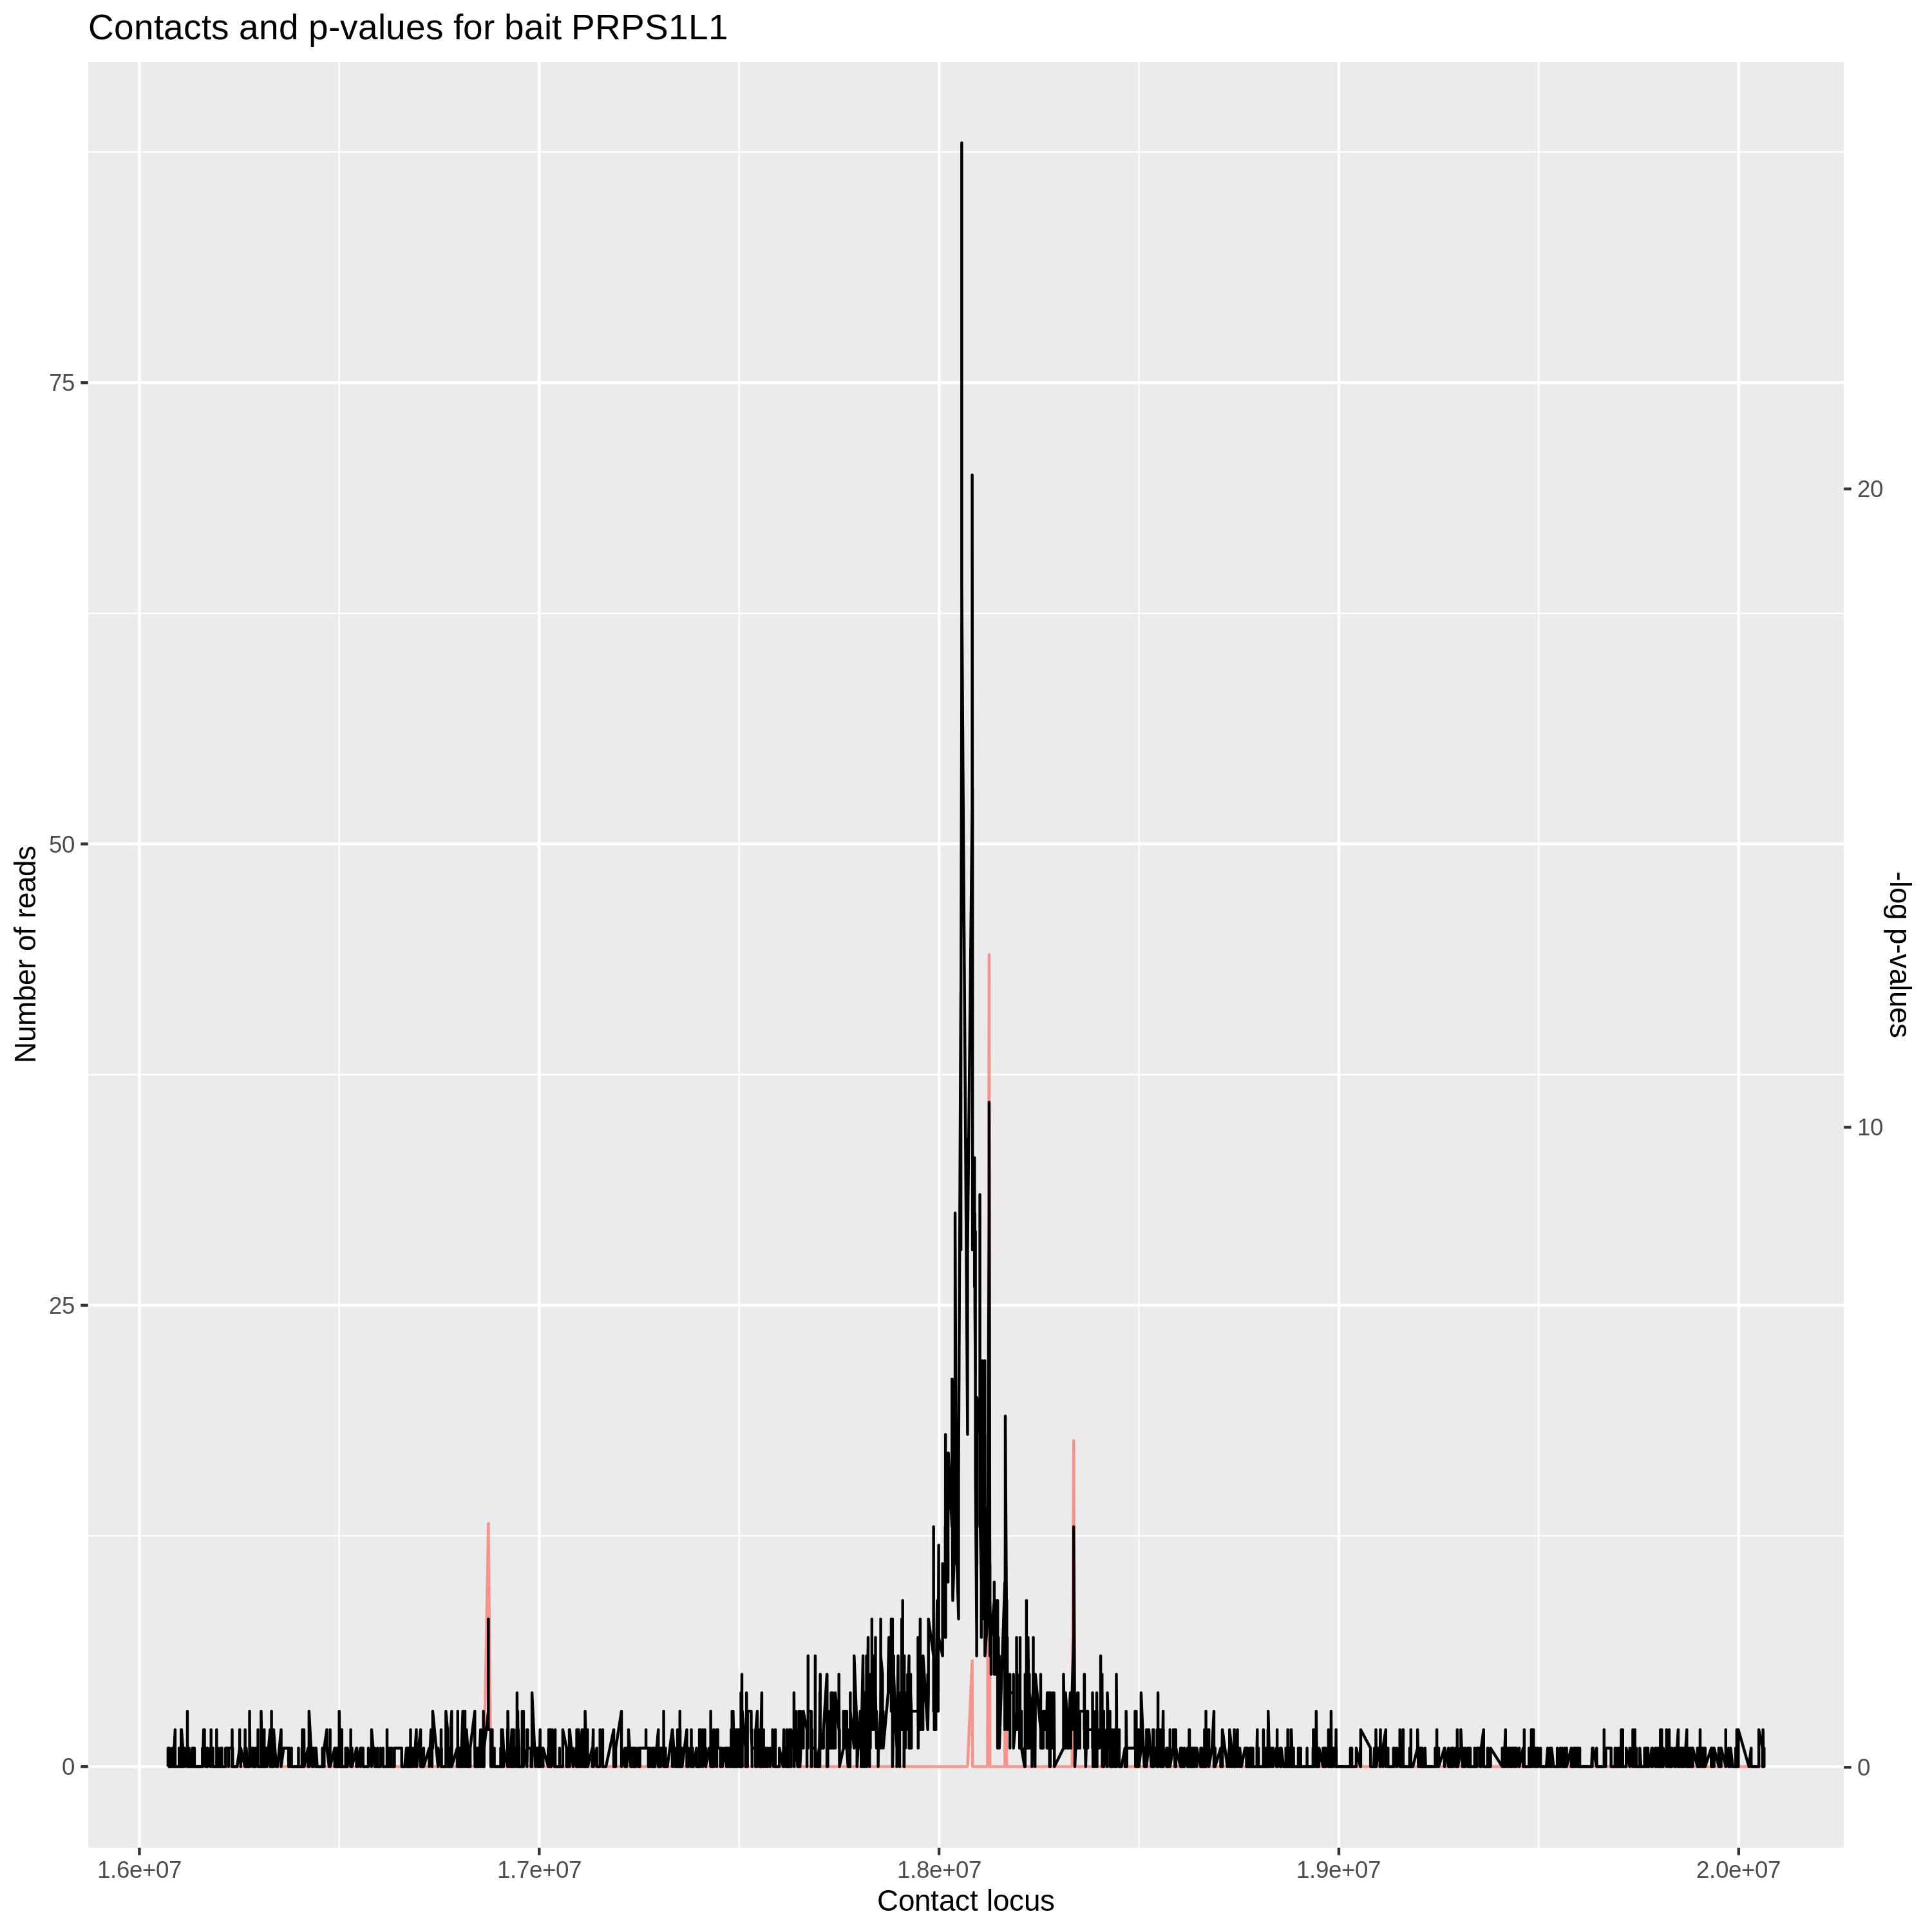 Contacts and p-values for bait PRPS1L1
75
50
25
0
Number of reads
20
10
0
-log p-values
1.6e+07
1.7e+07
1.8e+07
1.9e+07
2.0e+07
Contact locus